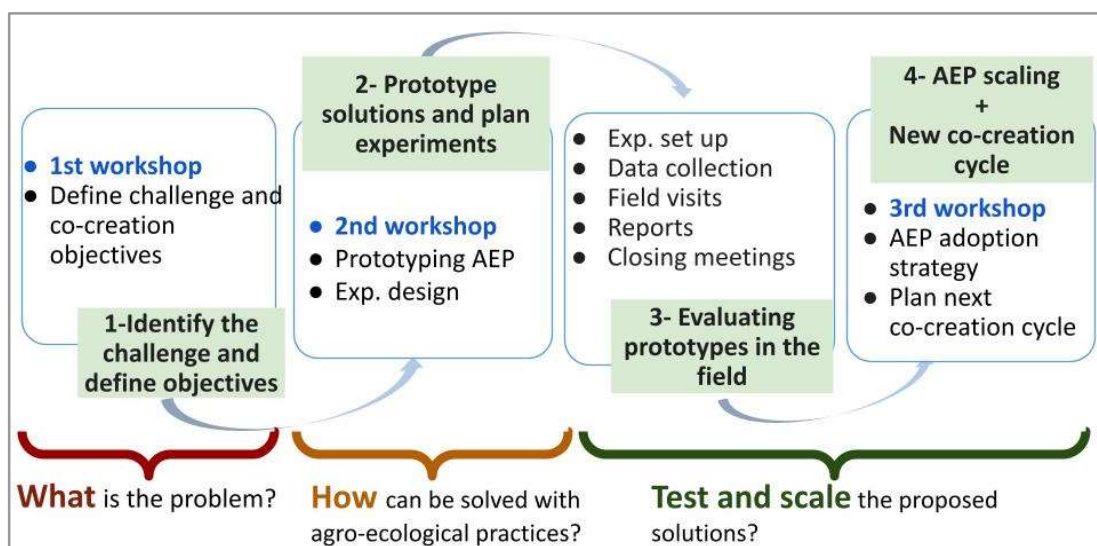 ● 1st workshop
● Define challenge and
co-creation
objectives
1-Identify the
challenge and
define objectives
2- Prototype
solutions and plan
experiments
● 2nd workshop
● Prototyping AEP
● Exp. design
● Exp. set up
● Data collection
● Field visits
● Reports
● Closing meetings
3- Evaluating
prototypes in the
field
4- AEP scaling
+
New co-creation
cycle
● 3rd workshop
● AEP adoption
strategy
● Plan next
co-creation cycle
What is the problem?
How can be solved with
agro-ecological practices?
Test and scale the proposed
solutions?